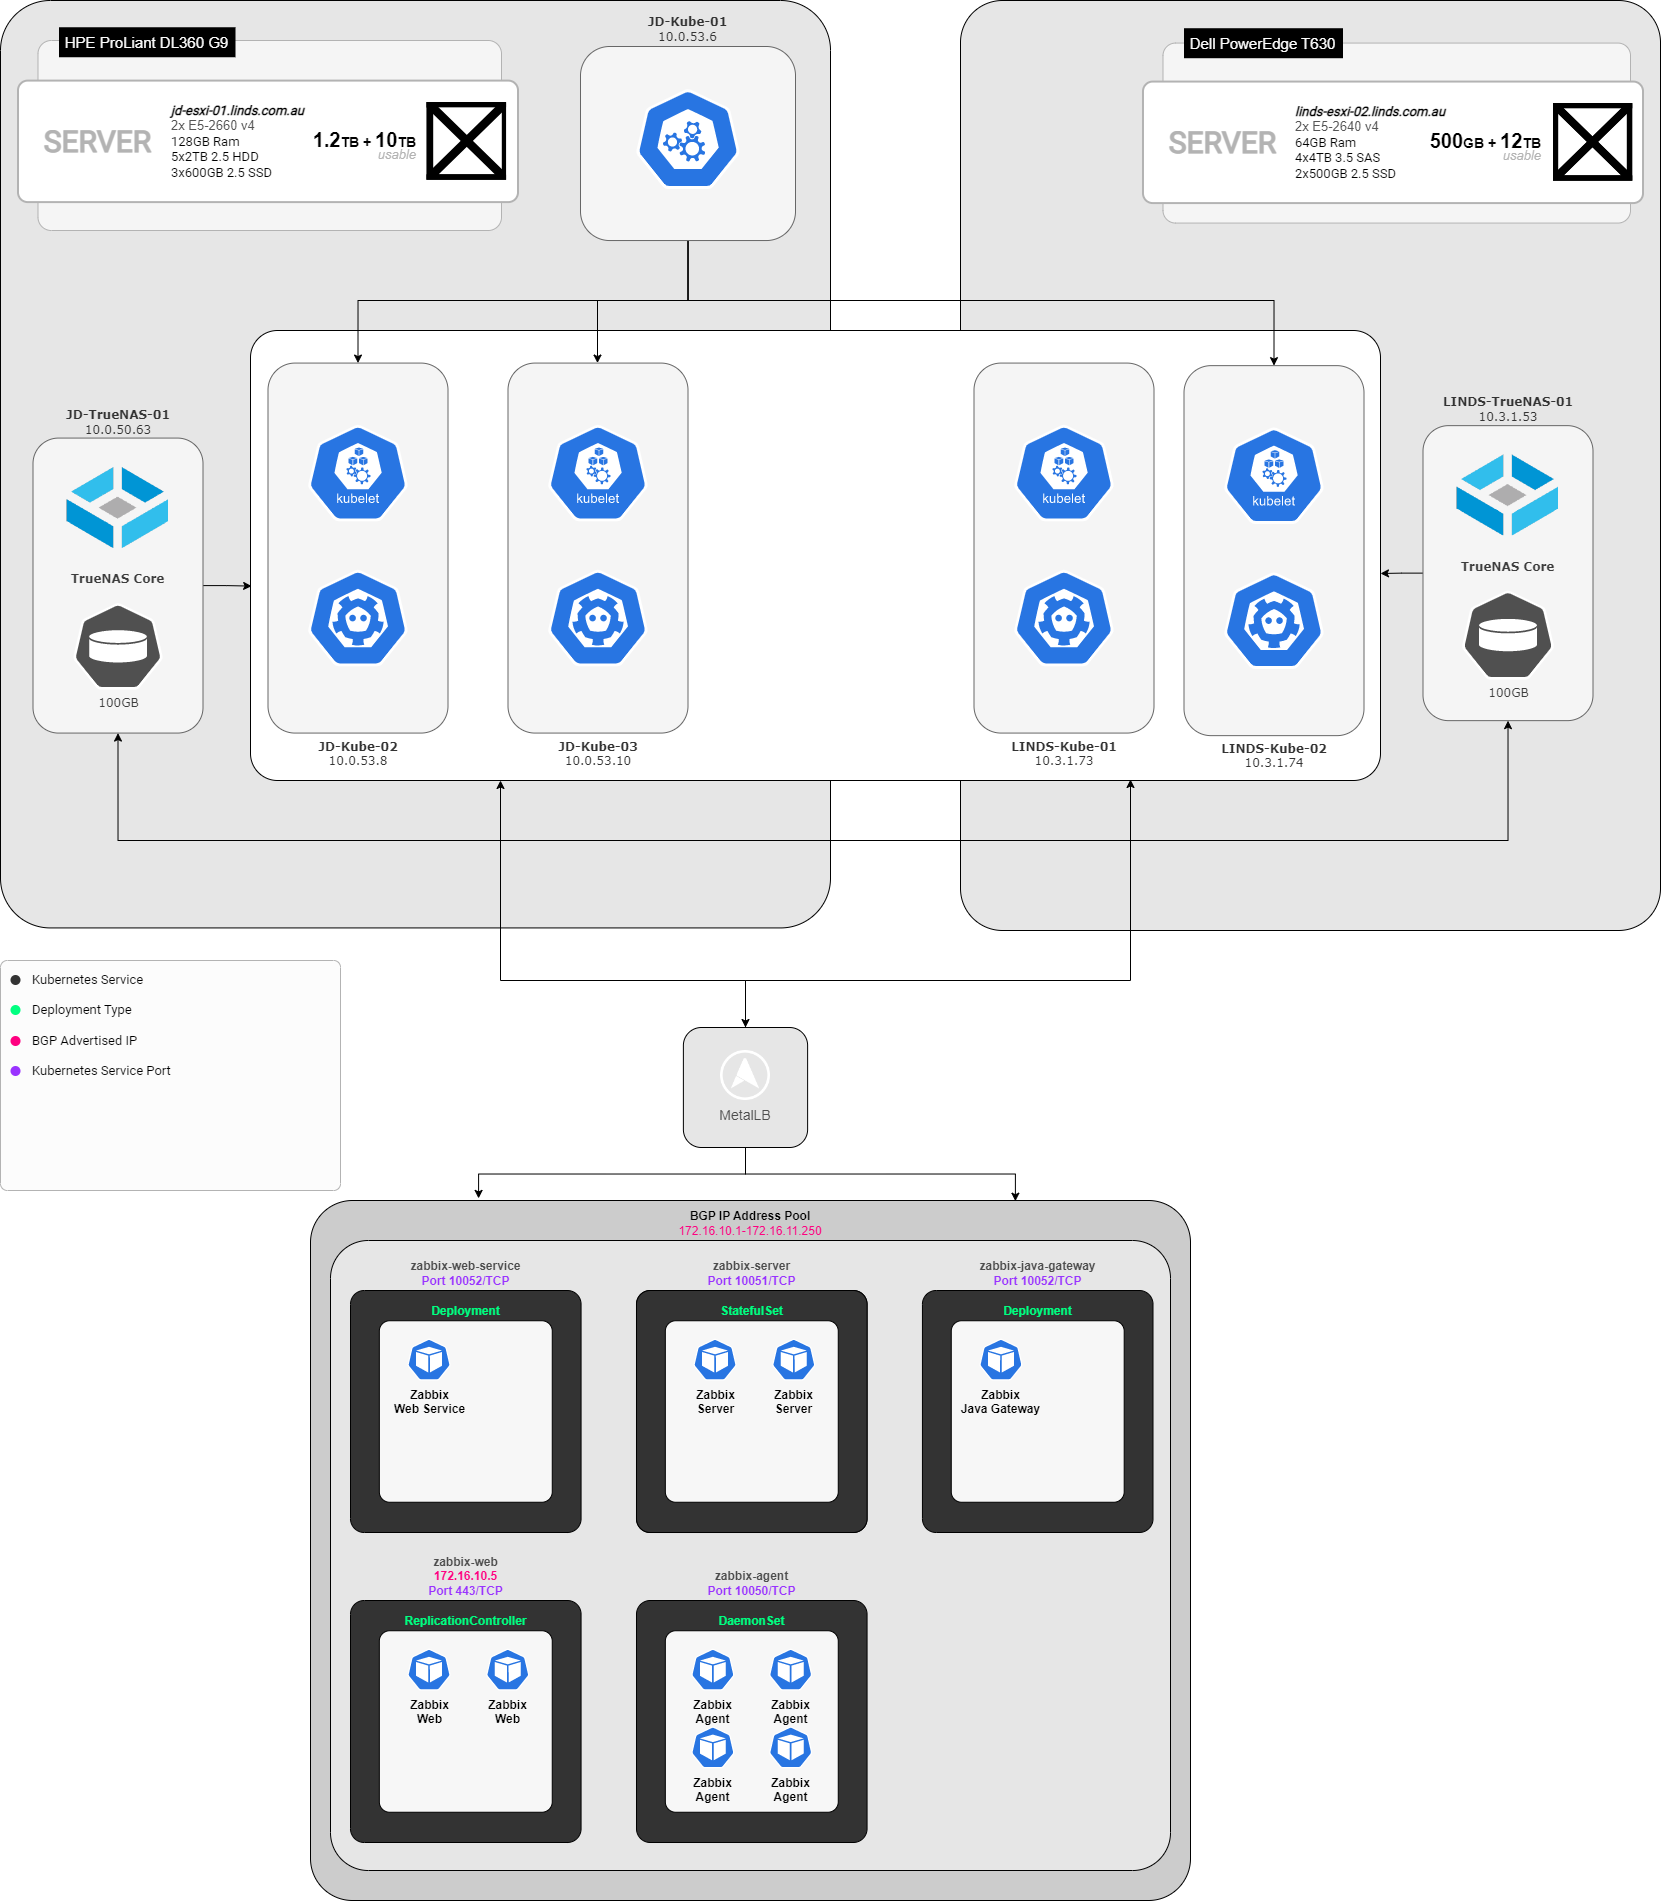 HPE ProLiant DL360 G9
SERVER
jd-esxi-01.linds.com.au
2x E5-2660 v4
128GB Ram
5x2TB 2.5 HDD
3x600GB 2.5 SSD
1.2TB + 10TB
usable
JD-Kube-01
10.0.53.6
Dell PowerEdge T630
SERVER
linds-esxi-02.linds.com.au
2x E5-2640 v4
64GB Ram
4x4TB 3.5 SAS
2x500GB 2.5 SSD
500GB + 12TB
usable
JD-TrueNAS-01
10.0.50.63
TrueNAS Core
100GB
kubelet
JD-Kube-02
10.0.53.8
kubelet
JD-Kube-03
10.0.53.10
kubelet
LINDS-Kube-01
10.3.1.73
kubelet
LINDS-Kube-02
10.3.1.74
LINDS-TrueNAS-01
10.3.1.53
TrueNAS Core
100GB
Kubernetes Service
Deployment Type
BGP Advertised IP
Kubernetes Service Port
MetalLB
BGP IP Address Pool
172.16.10.1-172.16.11.250
zabbix-web-service
Port 10052/TCP
Deployment
Zabbix
Web Service
zabbix-server
Port 10051/TCP
StatefulSet
Zabbix
Server
Zabbix
Server
zabbix-java-gateway
Port 10052/TCP
Deployment
Zabbix
Java Gateway
zabbix-web
172.16.10.5
Port 443/TCP
ReplicationController
Zabbix
Web
Zabbix
Web
zabbix-agent
Port 10050/TCP
DaemonSet
Zabbix
Agent
Zabbix
Agent
Zabbix
Agent
Zabbix
Agent